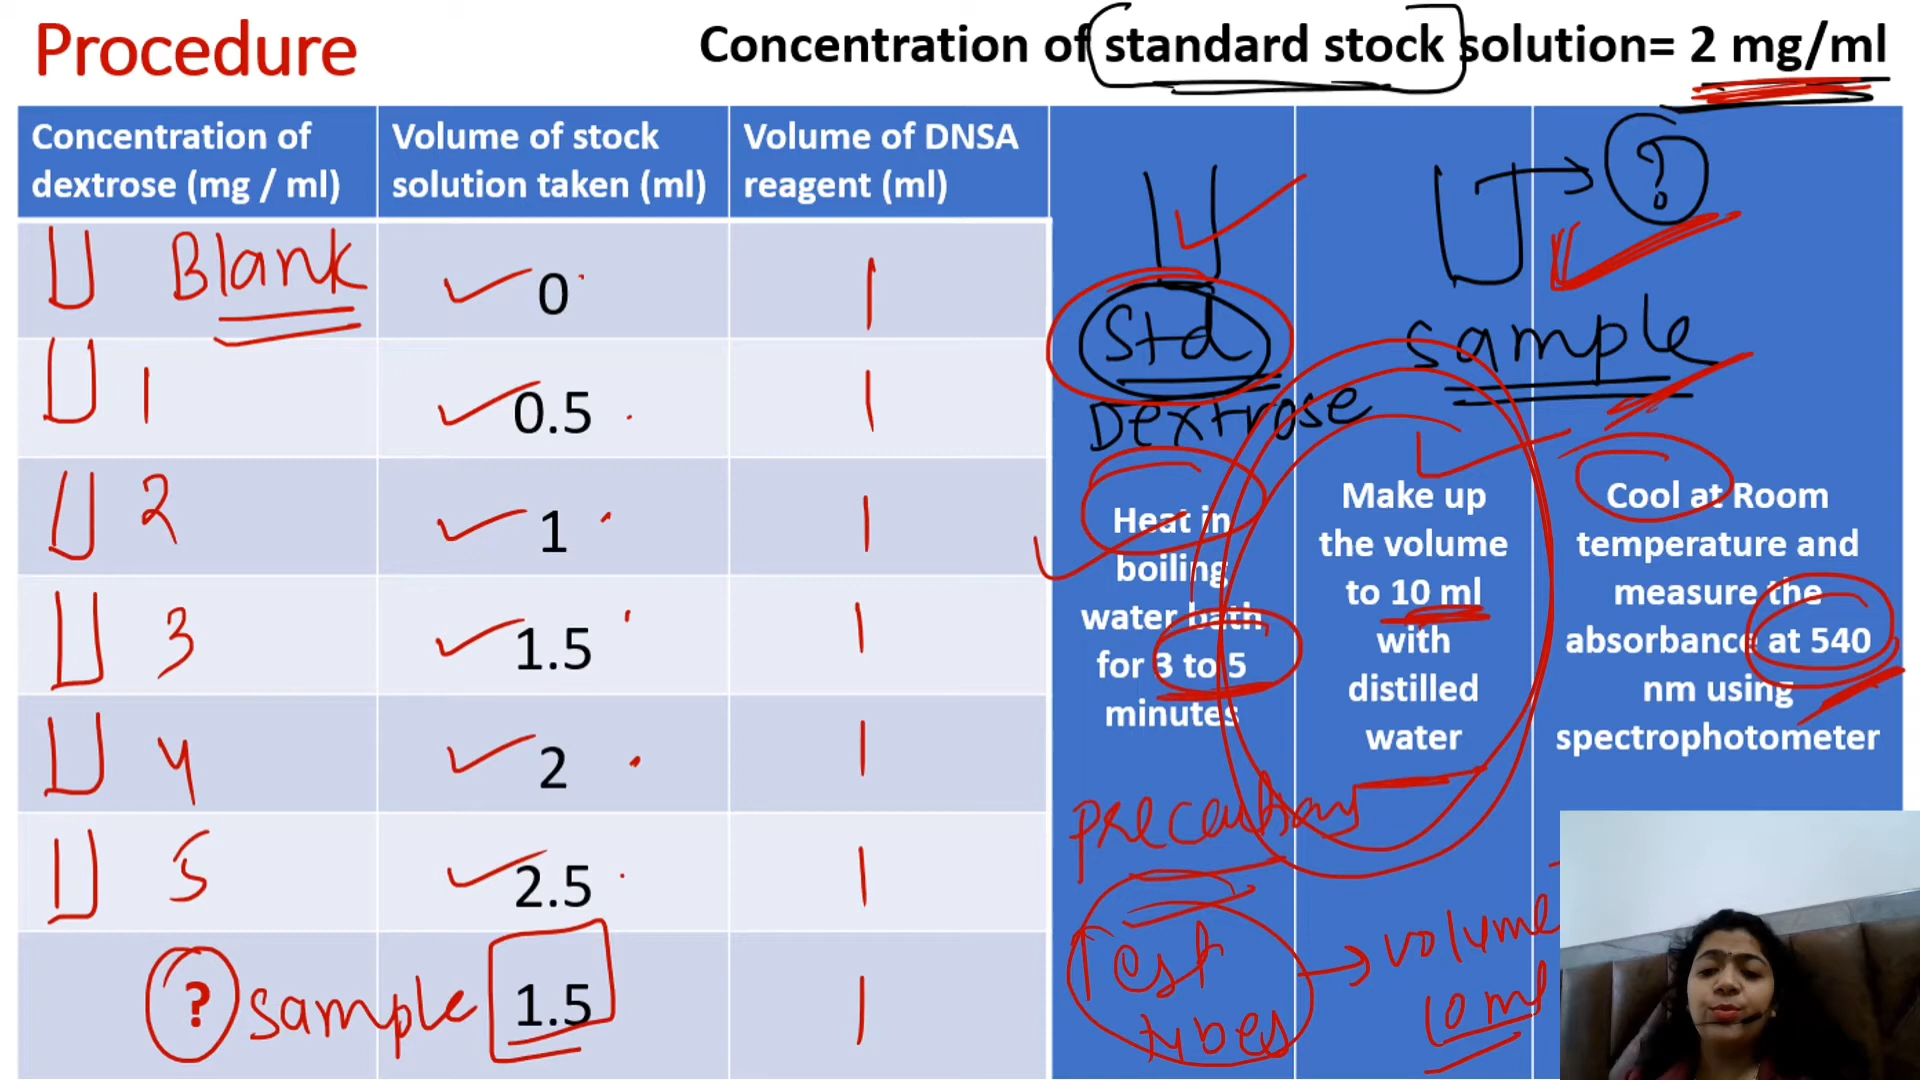 Procedure
Concentration of standard stock solution= 2 mg/ml
Concentration of
dextrose (mg / ml)
Volume of stock
solution taken (ml)
Volume of DNSA
reagent (ml)
Blank
0
1
1
0.5
1
2
1
1
3
1.5
1
4
2
1
5
2.5
1
? sample
1.5
1
Std
Dextrose
?
sample
Heat in
boiling
water bath
for 3 to 5
minutes
Make up
the volume
to 10 ml
with
distilled
water
Cool at Room
temperature and
measure the
absorbance at 540
nm using
spectrophotometer
precautions
Test
tubes
volume
10 ml